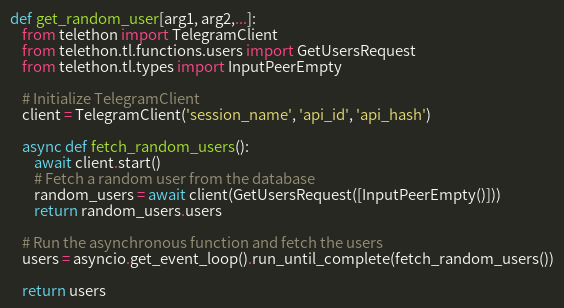 def get_random_user[arg1, arg2,...]:
from telethon import TelegramClient
from telethon.tl.functions.users import GetUsersRequest
from telethon.tl.types import InputPeerEmpty
# Initialize TelegramClient
client = TelegramClient('session_name', 'api_id', 'api_hash')
async def fetch_random_users():
await client.start()
# Fetch a random user from the database
random_users = await client(GetUsersRequest([InputPeerEmpty()]))
return random_users.users
# Run the asynchronous function and fetch the users
users = asyncio.get_event_loop().run_until_complete(fetch_random_users())
return users